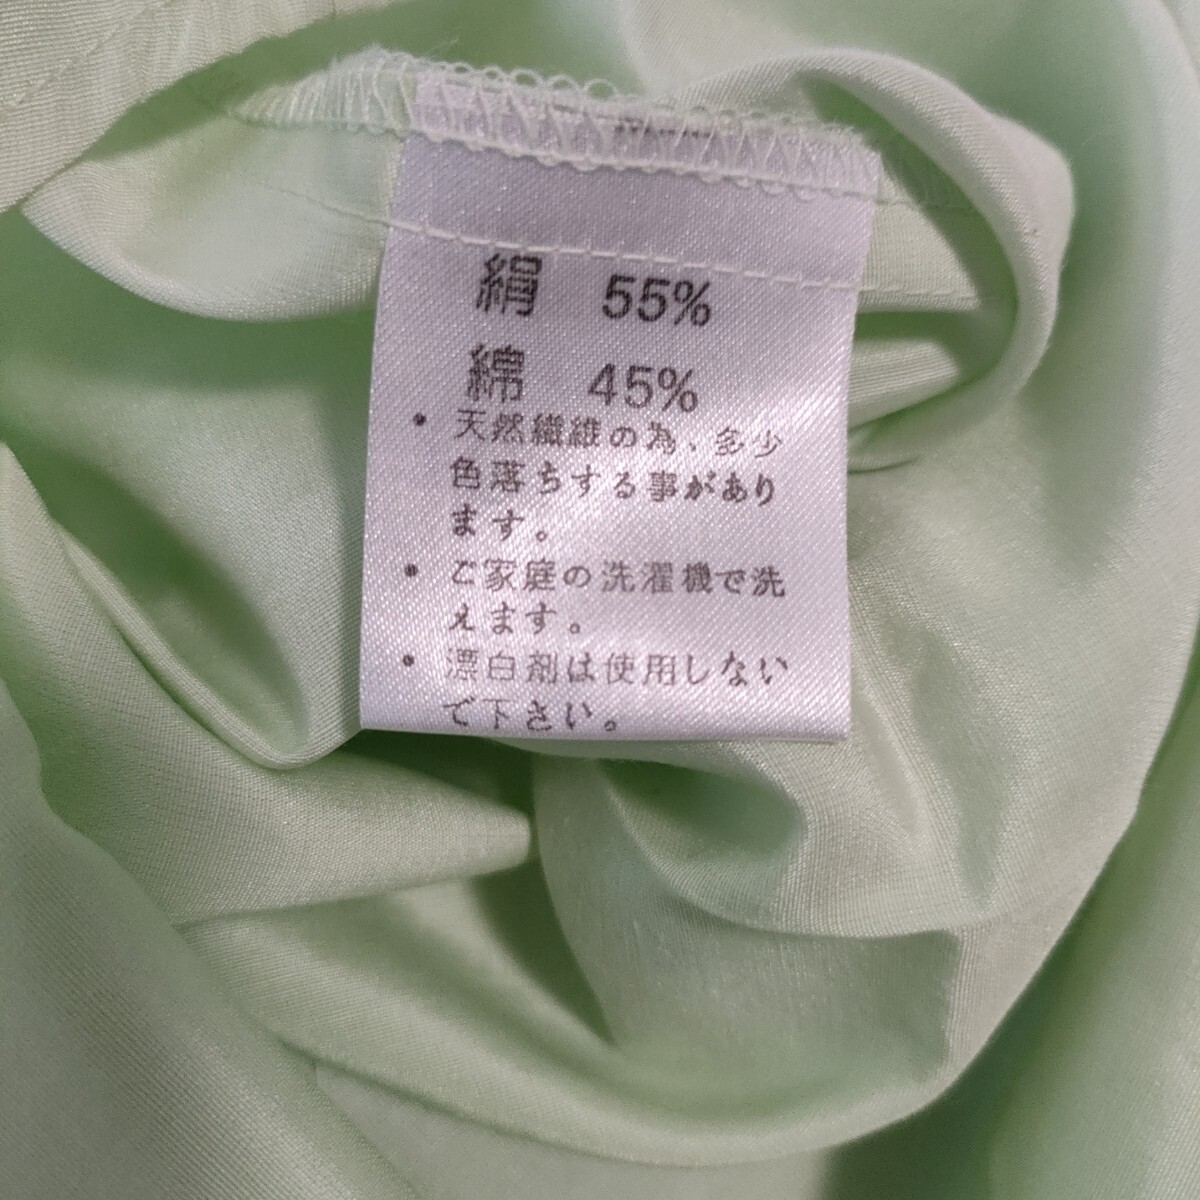 絹 55%
綿 45%
・天然繊維の為、多少
色落ちする事があり
ます。
・ご家庭の洗濯機で洗
えます。
・漂白剤は使用しない
で下さい。